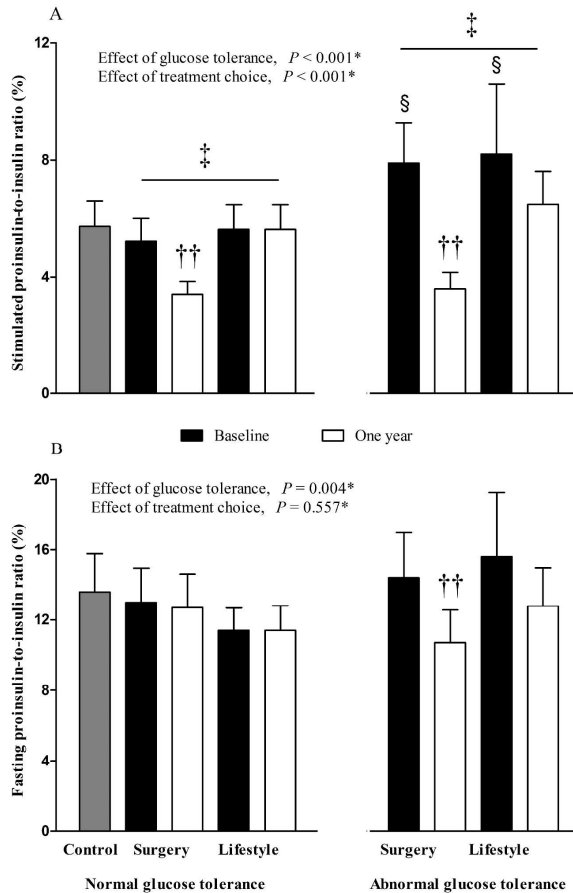 A
Stimulated proinsulin-to-insulin ratio (%)
12
8
4
0
Effect of glucose tolerance, P < 0.001*
Effect of treatment choice, P < 0.001*
‡
††
‡
§
††
§
Baseline
One year
B
Fasting proinsulin-to-insulin ratio (%)
20
16
12
8
4
0
Effect of glucose tolerance, P = 0.004*
Effect of treatment choice, P = 0.557*
††
Control Surgery Lifestyle Surgery Lifestyle
Normal glucose tolerance Abnormal glucose tolerance